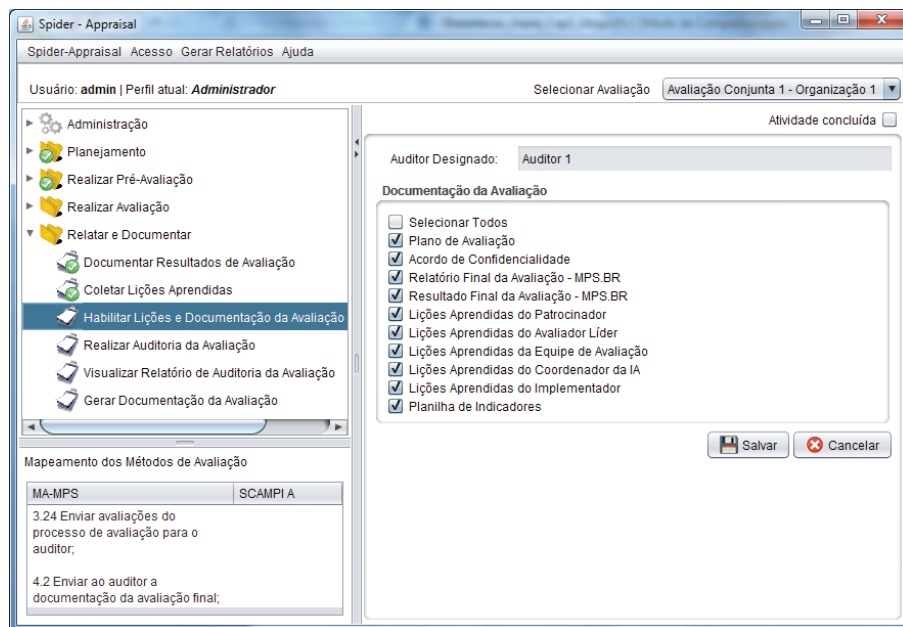 Spider - Appraisal
Spider-Appraisal Acesso Gerar Relatórios Ajuda
Usuário: admin | Perfil atual: Administrador
Selecionar Avaliação Avaliação Conjunta 1 - Organização 1
Administração
Planejamento
Realizar Pré-Avaliação
Realizar Avaliação
Relatar e Documentar
Documentar Resultados de Avaliação
Coletar Lições Aprendidas
Habilitar Lições e Documentação da Avaliação
Realizar Auditoria da Avaliação
Visualizar Relatório de Auditoria da Avaliação
Gerar Documentação da Avaliação
Mapeamento dos Métodos de Avaliação
MA-MPS SCAMPI A
3.24 Enviar avaliações do
processo de avaliação para o
auditor;
4.2 Enviar ao auditor a
documentação da avaliação final;
Atividade concluída
Auditor Designado: Auditor 1
Documentação da Avaliação
Selecionar Todos
Plano de Avaliação
Acordo de Confidencialidade
Relatório Final da Avaliação - MPS.BR
Resultado Final da Avaliação - MPS.BR
Lições Aprendidas do Patrocinador
Lições Aprendidas do Avaliador Líder
Lições Aprendidas da Equipe de Avaliação
Lições Aprendidas do Coordenador da IA
Lições Aprendidas do Implementador
Planilha de Indicadores
Salvar Cancelar